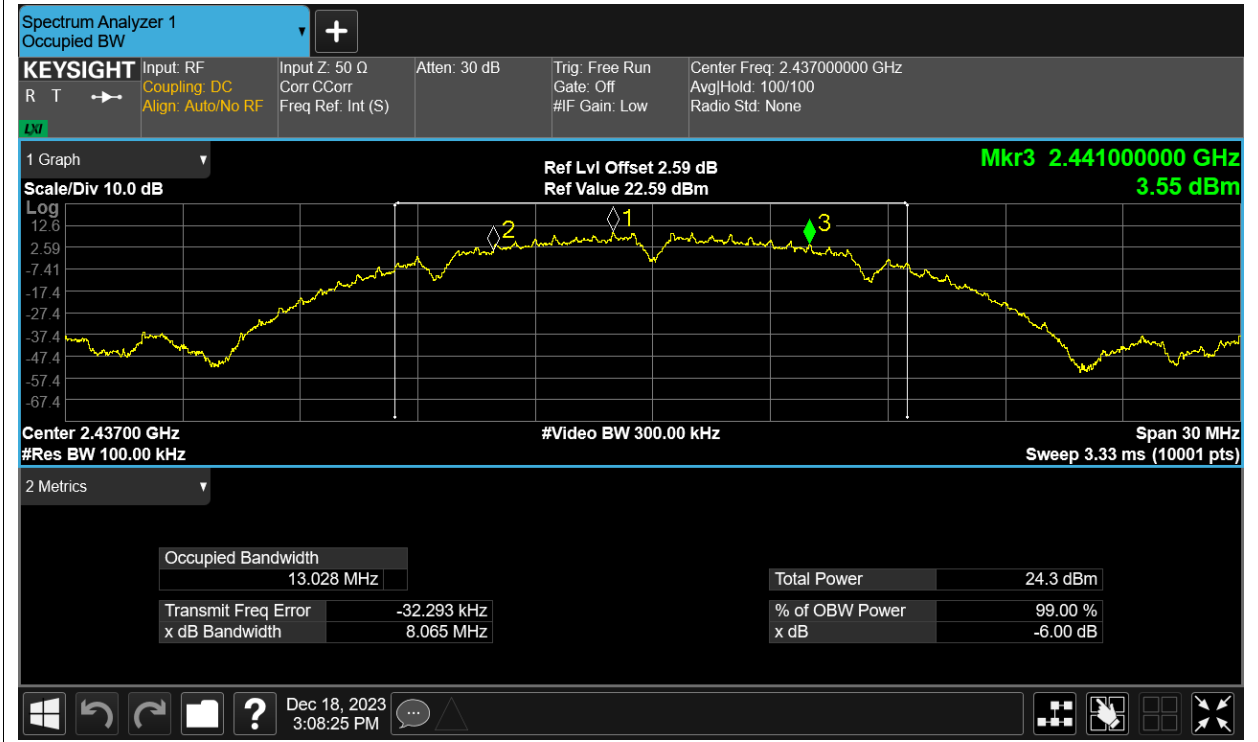 Spectrum Analyzer 1
Occupied BW
KEYSIGHT
R T
LXI
Input: RF
Coupling: DC
Align: Auto/No RF
Input Z: 50 Ω
Corr CCorr
Freq Ref: Int (S)
Atten: 30 dB
Trig: Free Run
Gate: Off
#IF Gain: Low
Center Freq: 2.437000000 GHz
Avg|Hold: 100/100
Radio Std: None
1 Graph
Scale/Div 10.0 dB
Ref Lvl Offset 2.59 dB
Ref Value 22.59 dBm
Mkr3 2.441000000 GHz
3.55 dBm
Log
12.6
2.59
-7.41
-17.4
-27.4
-37.4
-47.4
-57.4
-67.4
2
1
3
Center 2.43700 GHz
#Video BW 300.00 kHz
Span 30 MHz
#Res BW 100.00 kHz
Sweep 3.33 ms (10001 pts)
2 Metrics
Occupied Bandwidth
13.028 MHz
Transmit Freq Error -32.293 kHz
x dB Bandwidth 8.065 MHz
Total Power 24.3 dBm
% of OBW Power 99.00 %
x dB -6.00 dB
?
Dec 18, 2023
3:08:25 PM